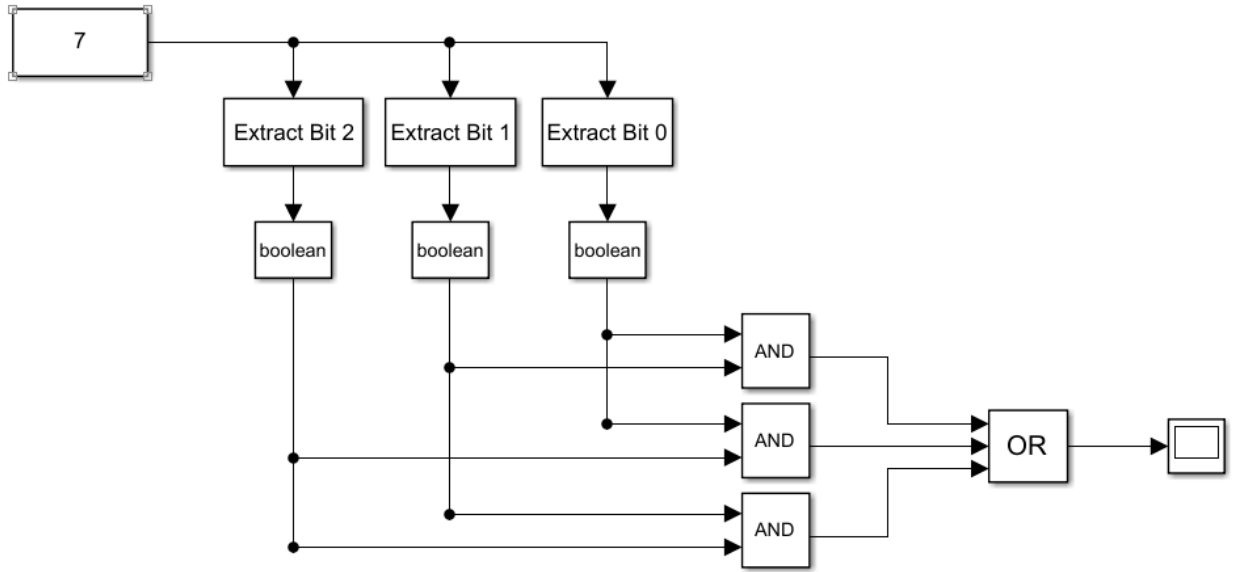 7
Extract Bit 2
Extract Bit 1
Extract Bit 0
boolean
boolean
boolean
AND
AND
OR
AND